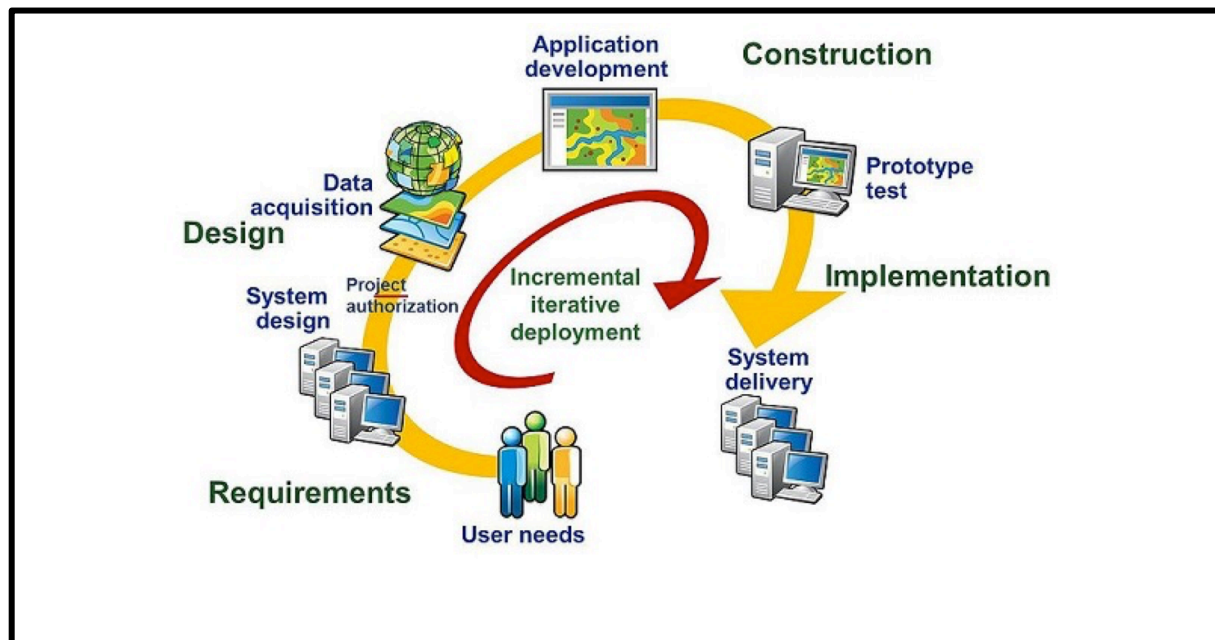 Application
development
Construction
Prototype
test
Data
acquisition
Design
Project
authorization
System
design
Incremental
iterative
deployment
Implementation
System
delivery
Requirements
User needs